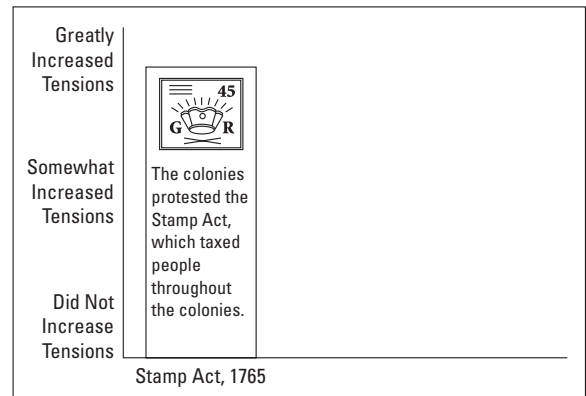 Greatly
Increased
Tensions
45
G R
Somewhat
Increased
Tensions
The colonies
protested the
Stamp Act,
which taxed
people
throughout
the colonies.
Did Not
Increase
Tensions
Stamp Act, 1765